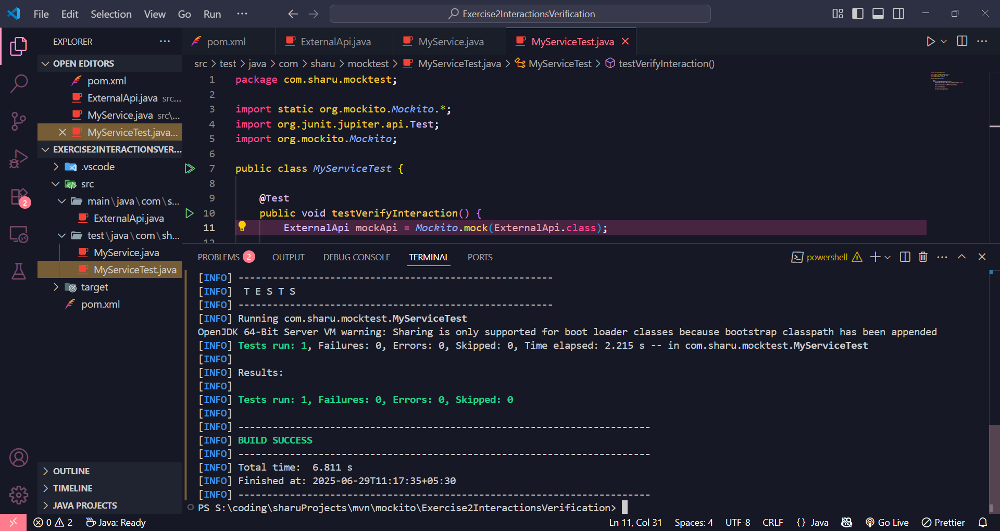 File Edit Selection View Go Run ··· Exercise2InteractionsVerification
EXPLORER ···
OPEN EDITORS
pom.xml
ExternalApi.java src...
MyService.java src\...
MyServiceTest.java...
EXERCISE2INTERACTIONSVER...
.vscode
src
main\java\com\s...
ExternalApi.java
test\java\com\sh...
MyService.java
MyServiceTest.java
target
pom.xml
OUTLINE
TIMELINE
JAVA PROJECTS
2
pom.xml ExternalApi.java MyService.java MyServiceTest.java
src > test > java > com > sharu > mocktest > MyServiceTest.java > MyServiceTest > testVerifyInteraction()
1 package com.sharu.mocktest;
2
3 import static org.mockito.Mockito.*;
4 import org.junit.jupiter.api.Test;
5 import org.mockito.Mockito;
6
7 public class MyServiceTest {
8
9 @Test
10 public void testVerifyInteraction() {
11 ExternalApi mockApi = Mockito.mock(ExternalApi.class);
12
PROBLEMS 2 OUTPUT DEBUG CONSOLE TERMINAL PORTS powershell
[INFO] -------------------------------------------------------
[INFO]  T E S T S
[INFO] -------------------------------------------------------
[INFO] Running com.sharu.mocktest.MyServiceTest
OpenJDK 64-Bit Server VM warning: Sharing is only supported for boot loader classes because bootstrap classpath has been appended
[INFO] Tests run: 1, Failures: 0, Errors: 0, Skipped: 0, Time elapsed: 2.215 s -- in com.sharu.mocktest.MyServiceTest
[INFO]
[INFO] Results:
[INFO]
[INFO] Tests run: 1, Failures: 0, Errors: 0, Skipped: 0
[INFO]
[INFO] ------------------------------------------------------------------------
[INFO] BUILD SUCCESS
[INFO] ------------------------------------------------------------------------
[INFO] Total time:  6.811 s
[INFO] Finished at: 2025-06-29T11:17:35+05:30
[INFO] ------------------------------------------------------------------------
PS S:\coding\sharuProjects\mvn\mockito\Exercise2InteractionsVerification>
0 2 Java: Ready Ln 11, Col 31 Spaces: 4 UTF-8 CRLF {} Java Go Live Prettier